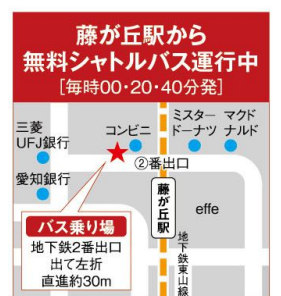 藤が丘駅から
無料シャトルバス運行中
[毎時00・20・40分発]
三菱
UFJ銀行
コンビニ
ミスター
ドーナツ
マクド
ナルド
②番出口
愛知銀行
藤が丘駅
effe
バス乗り場
地下鉄2番出口
出て左折
直進約30m
地下鉄東山線